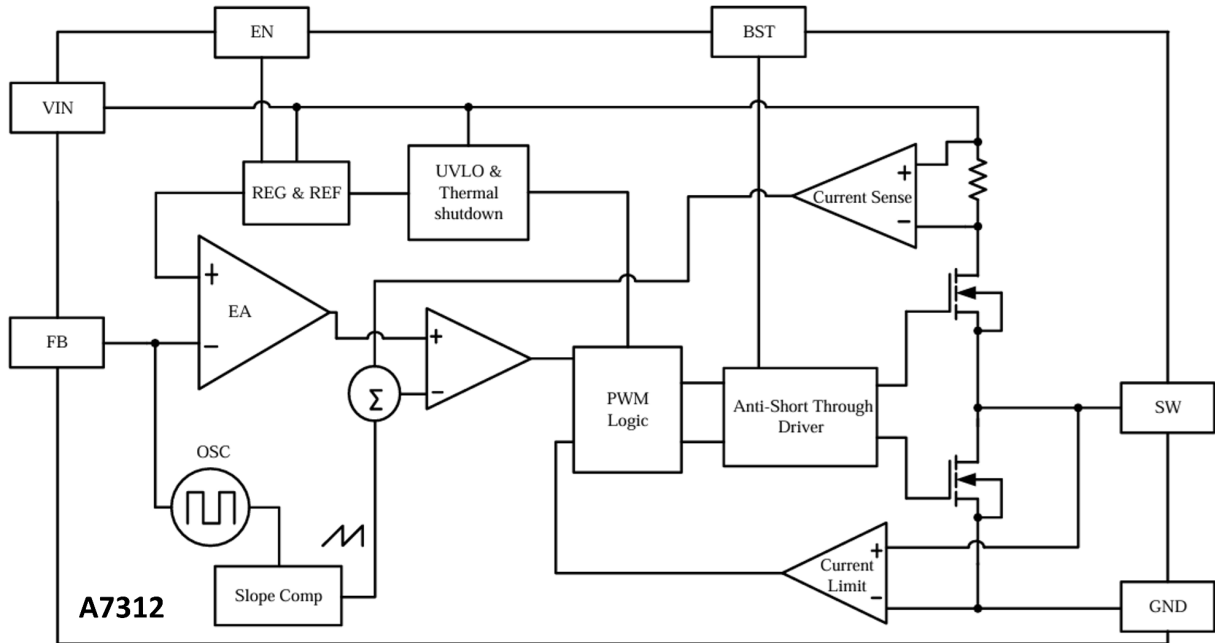 EN
BST
VIN
REG & REF
UVLO &
Thermal
shutdown
+
Current Sense
−
+
EA
−
FB
+
−
Σ
PWM
Logic
Anti-Short Through
Driver
SW
OSC
Slope Comp
+
Current
Limit
−
GND
A7312